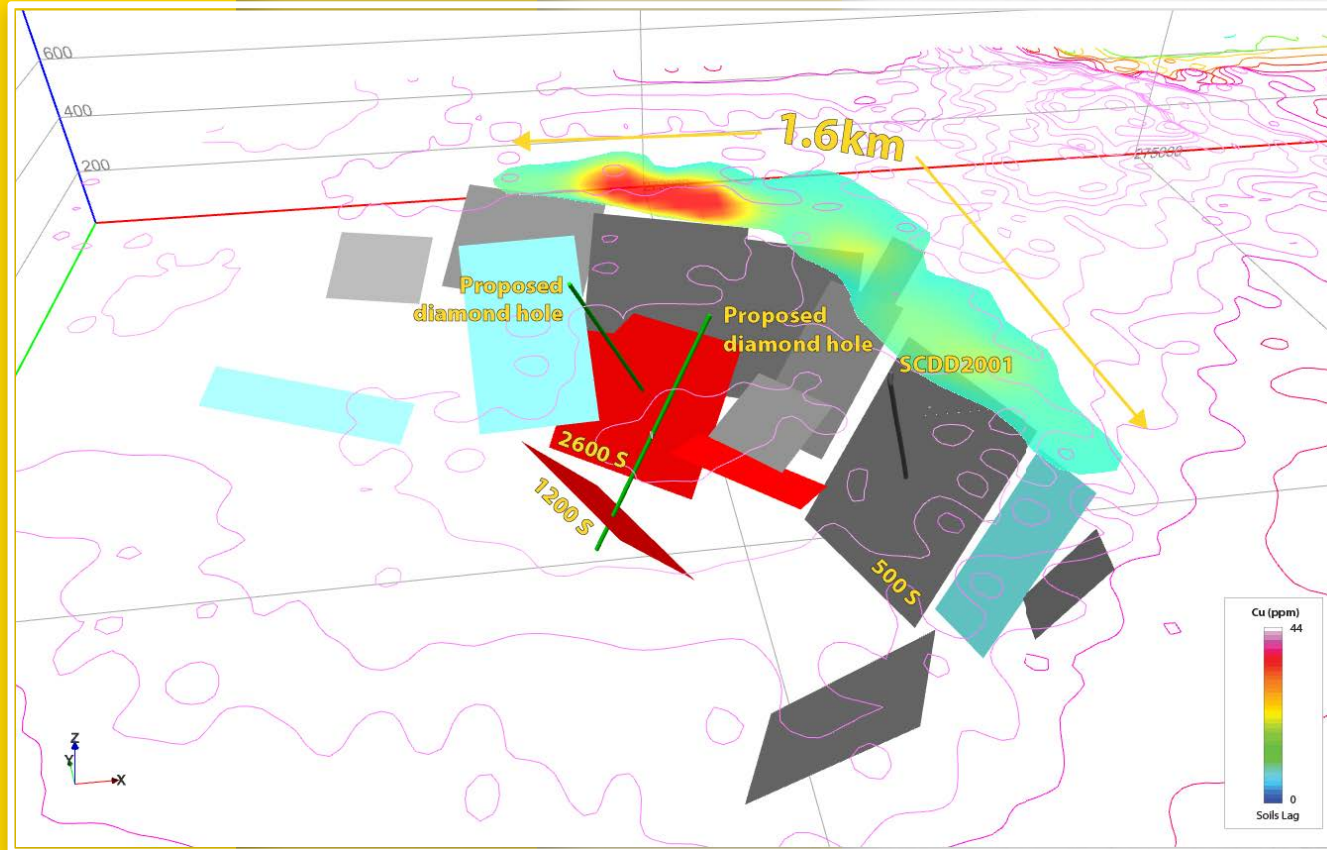 600
400
200
1.6km
275000
Proposed
diamond hole
Proposed
diamond hole
SCDD2001
2600 S
1200 S
500 S
Cu (ppm)
44
0
Soils Lag
Z
Y
X